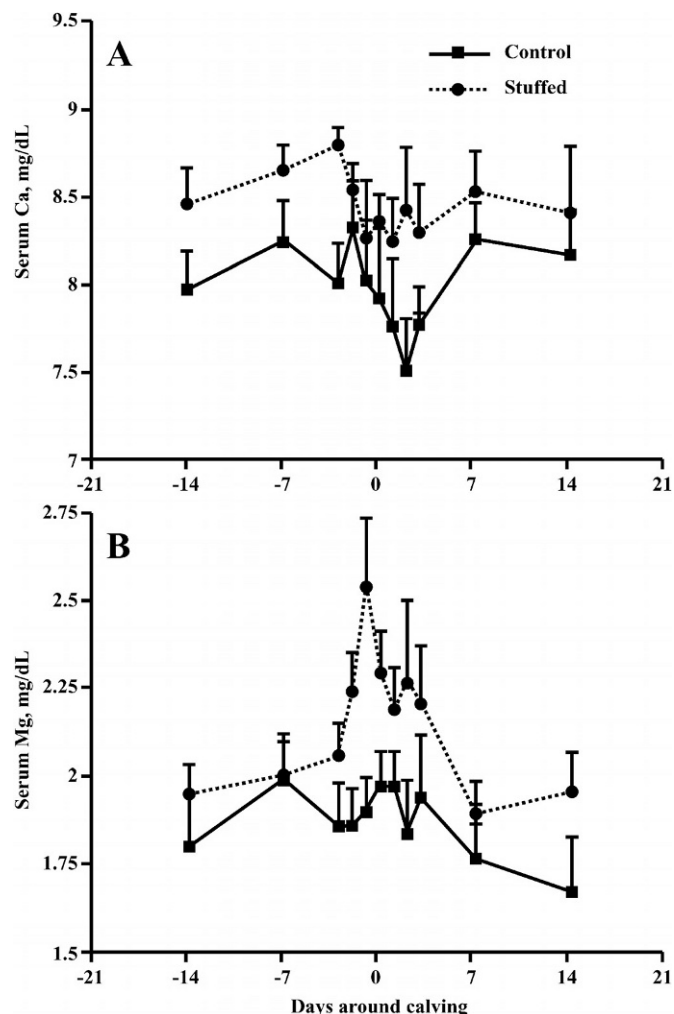 9.5
A
Control
Stuffed
9
8.5
8
7.5
7
Serum Ca, mg/dL
-21 -14 -7 0 7 14 21
2.75
B
2.5
2.25
2
1.75
1.5
Serum Mg, mg/dL
-21 -14 -7 0 7 14 21
Days around calving